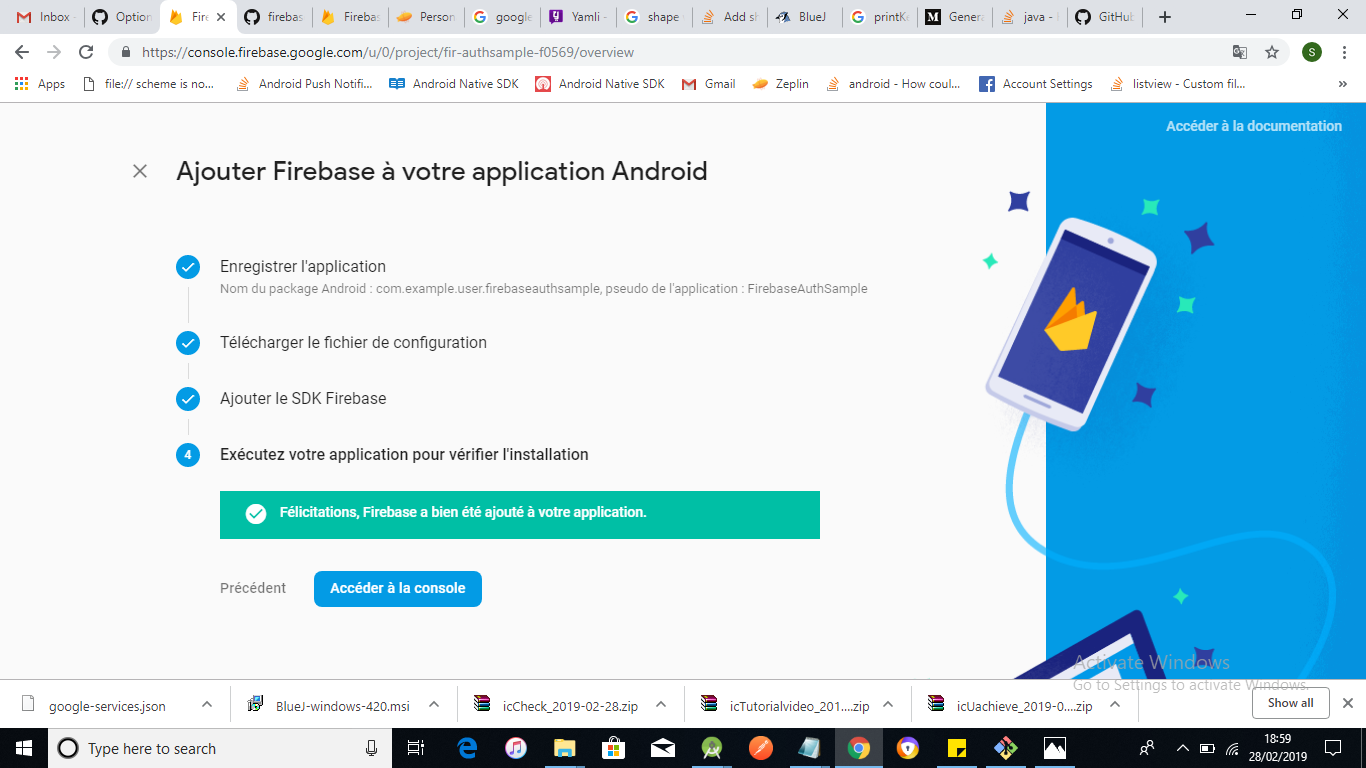 Inbox
Option
Fire
firebas
Firebas
Person
google
Yamli -
shape
Add sh
BlueJ
printKe
Genera
java -
GitHub
https://console.firebase.google.com/u/0/project/fir-authsample-f0569/overview
S
Apps
file:// scheme is no...
Android Push Notifi...
Android Native SDK
Android Native SDK
Gmail
Zeplin
android - How coul...
Account Settings
listview - Custom fil...
»
Accéder à la documentation
Ajouter Firebase à votre application Android
Enregistrer l'application
Nom du package Android : com.example.user.firebaseauthsample, pseudo de l'application : FirebaseAuthSample
Télécharger le fichier de configuration
Ajouter le SDK Firebase
4
Exécutez votre application pour vérifier l'installation
Félicitations, Firebase a bien été ajouté à votre application.
Précédent
Accéder à la console
Activate Windows
Go to Settings to activate Windows.
google-services.json
BlueJ-windows-420.msi
icCheck_2019-02-28.zip
icTutorialvideo_201....zip
icUachieve_2019-0....zip
Show all
Type here to search
18:59
28/02/2019